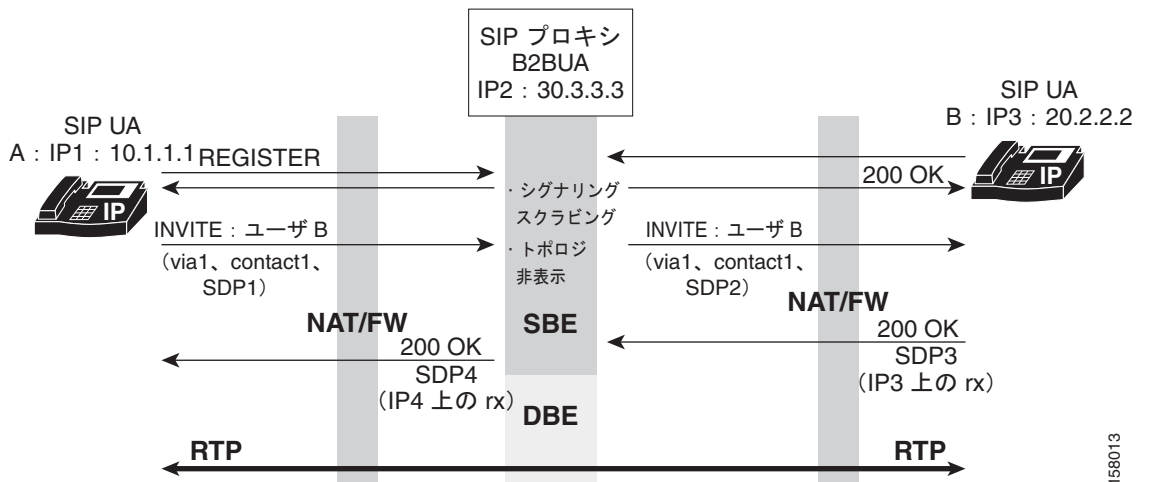 SIP プロキシ
B2BUA
IP2：30.3.3.3
SIP UA
A：IP1：10.1.1.1
SIP UA
B：IP3：20.2.2.2
IP
IP
REGISTER
200 OK
・シグナリング
スクラビング
・トポロジ
非表示
INVITE：ユーザ B
（via1、contact1、
SDP1）
INVITE：ユーザ B
（via1、contact1、
SDP2）
NAT/FW
NAT/FW
SBE
200 OK
SDP3
（IP3 上の rx）
200 OK
SDP4
（IP4 上の rx）
DBE
RTP
RTP
158013